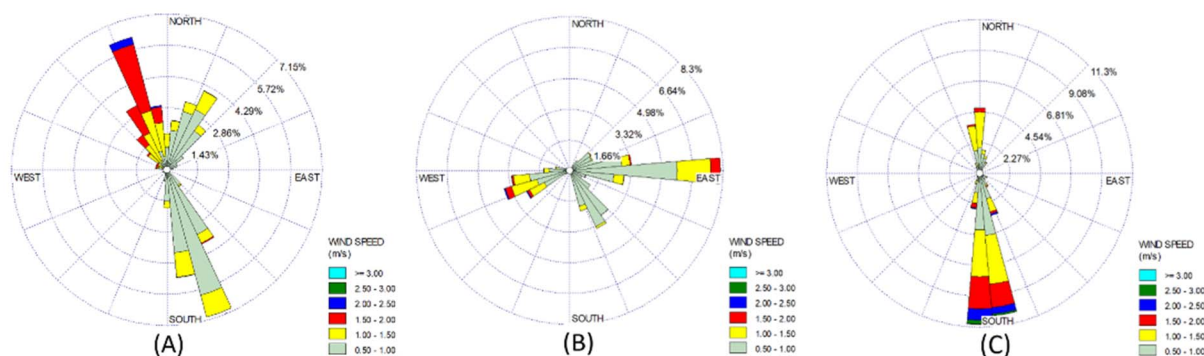 NORTH
7.15%
5.72%
4.29%
2.86%
1.43%
WEST
EAST
SOUTH
WIND SPEED
(m/s)
>= 3.00
2.50 - 3.00
2.00 - 2.50
1.50 - 2.00
1.00 - 1.50
0.50 - 1.00
(A)
NORTH
8.3%
6.64%
4.98%
3.32%
1.66%
WEST
EAST
SOUTH
WIND SPEED
(m/s)
>= 3.00
2.50 - 3.00
2.00 - 2.50
1.50 - 2.00
1.00 - 1.50
0.50 - 1.00
(B)
NORTH
11.3%
9.08%
6.81%
4.54%
2.27%
WEST
EAST
SOUTH
WIND SPEED
(m/s)
>= 3.00
2.50 - 3.00
2.00 - 2.50
1.50 - 2.00
1.00 - 1.50
0.50 - 1.00
(C)